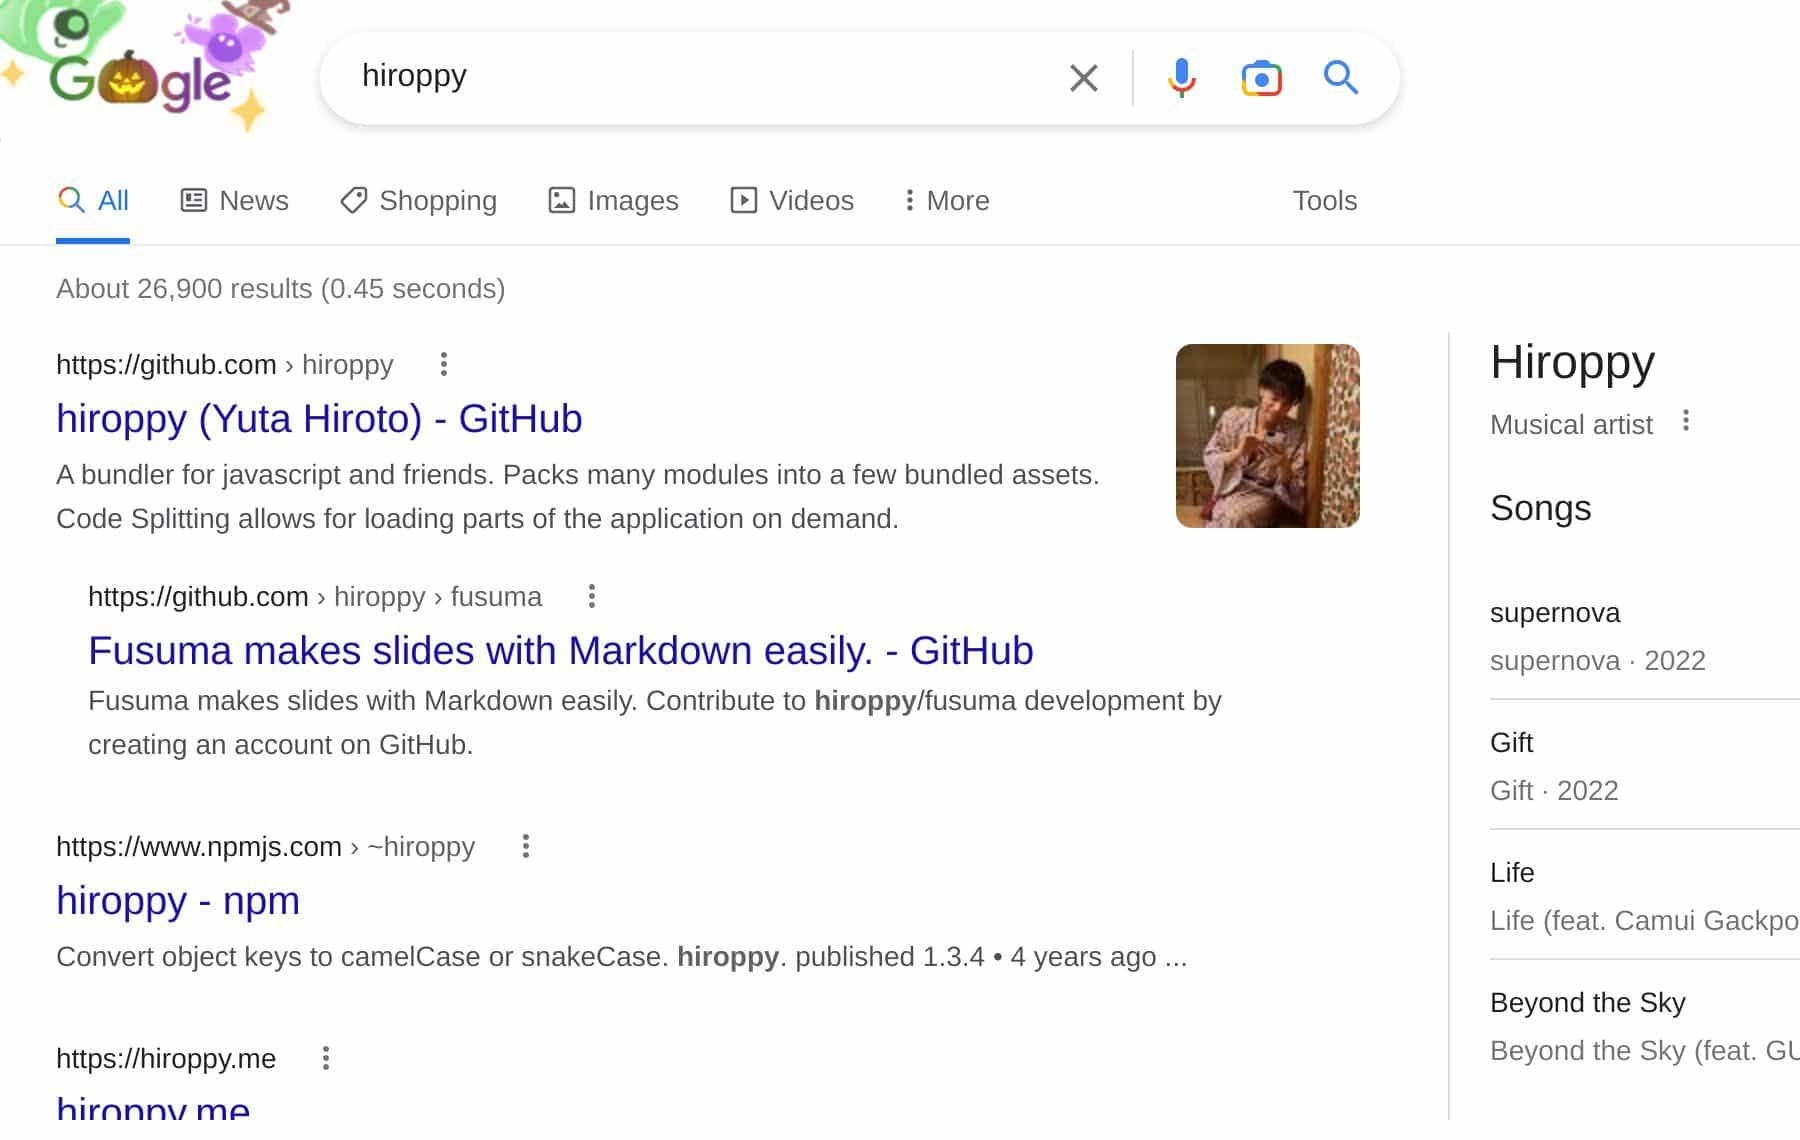 Google
hiroppy
All
News
Shopping
Images
Videos
More
Tools
About 26,900 results (0.45 seconds)
https://github.com › hiroppy
hiroppy (Yuta Hiroto) - GitHub
A bundler for javascript and friends. Packs many modules into a few bundled assets.
Code Splitting allows for loading parts of the application on demand.
https://github.com › hiroppy › fusuma
Fusuma makes slides with Markdown easily. - GitHub
Fusuma makes slides with Markdown easily. Contribute to hiroppy/fusuma development by
creating an account on GitHub.
https://www.npmjs.com › ~hiroppy
hiroppy - npm
Convert object keys to camelCase or snakeCase. hiroppy. published 1.3.4 • 4 years ago ...
https://hiroppy.me
hiroppy.me
Hiroppy
Musical artist
Songs
supernova
supernova · 2022
Gift
Gift · 2022
Life
Life (feat. Camui Gackpo
Beyond the Sky
Beyond the Sky (feat. GU